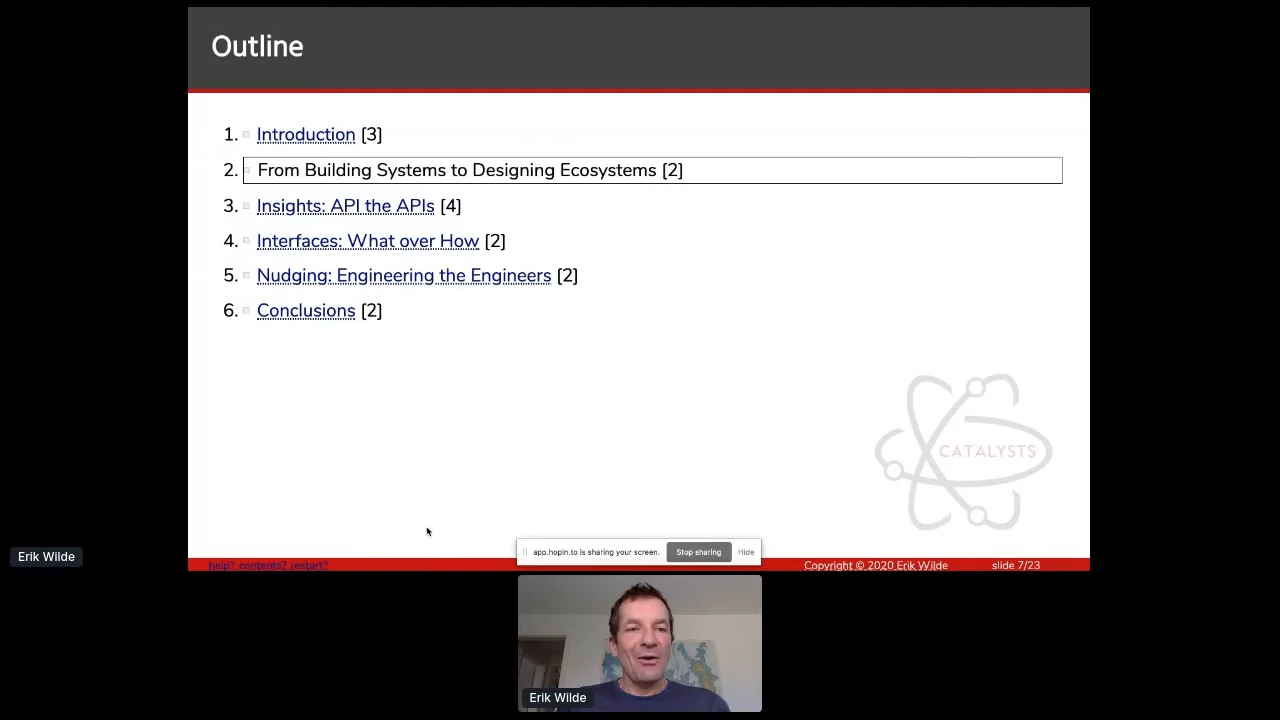 Outline
1. Introduction [3]
2. From Building Systems to Designing Ecosystems [2]
3. Insights: API the APIs [4]
4. Interfaces: What over How [2]
5. Nudging: Engineering the Engineers [2]
6. Conclusions [2]
CATALYSTS
app.hopin.to is sharing your screen. Stop sharing Hide
Erik Wilde
help? contents? restart? Copyright © 2020 Erik Wilde slide 7/23
Erik Wilde